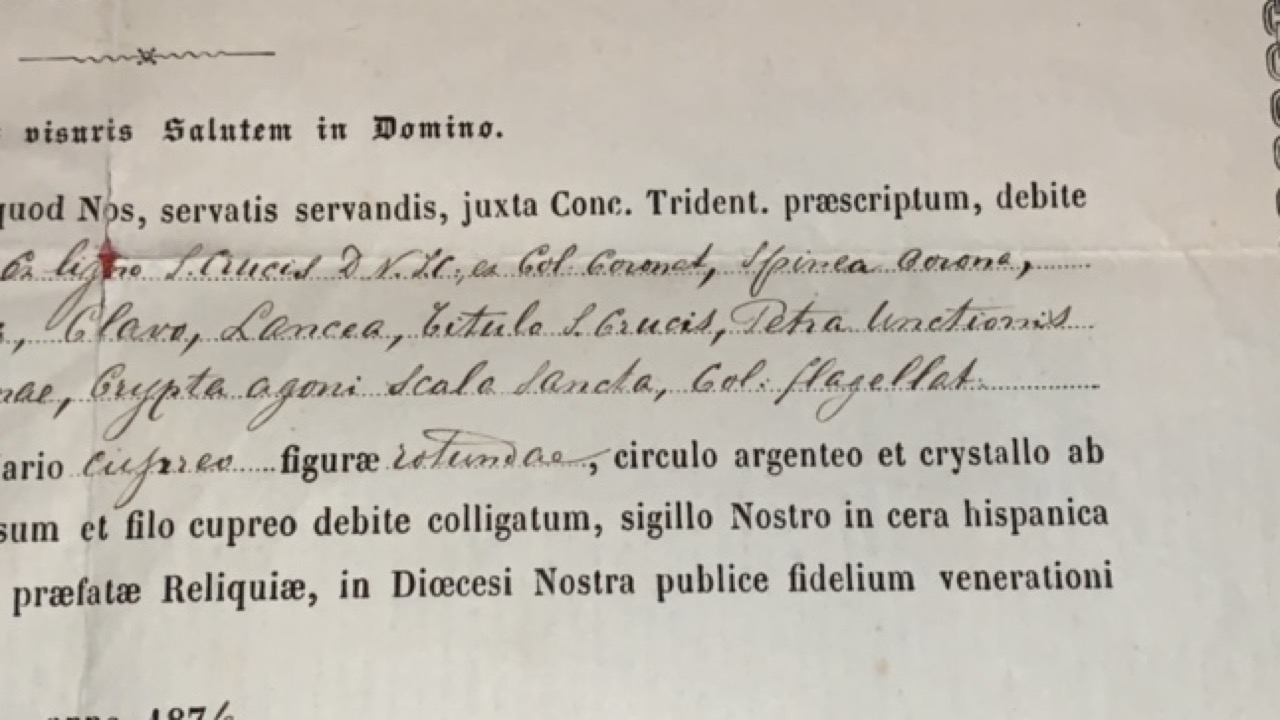 visuris Salutem in Domino.
quod Nos, servatis servandis, juxta Conc. Trident. præscriptum, debite
Ex ligno S. Crucis D. N. J. C., ex Col. Coronat, Spinea Corona,
Clavo, Lancea, Titulo S. Crucis, Petra Unctionis
Crypta agoni Scala Sancta, Col. flagellat.
ario cupreo figuræ rotundae, circulo argenteo et crystallo ab
sum et filo cupreo debite colligatum, sigillo Nostro in cera hispanica
præfatæ Reliquiæ, in Diœcesi Nostra publice fidelium venerationi
anno 187